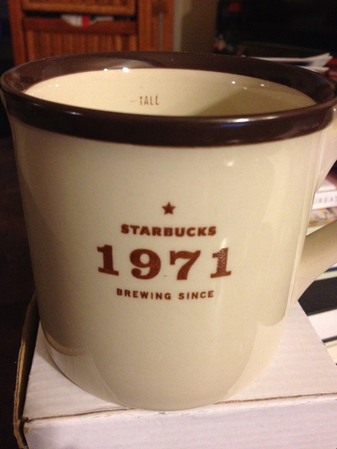 TALL
STARBUCKS
1971
BREWING SINCE